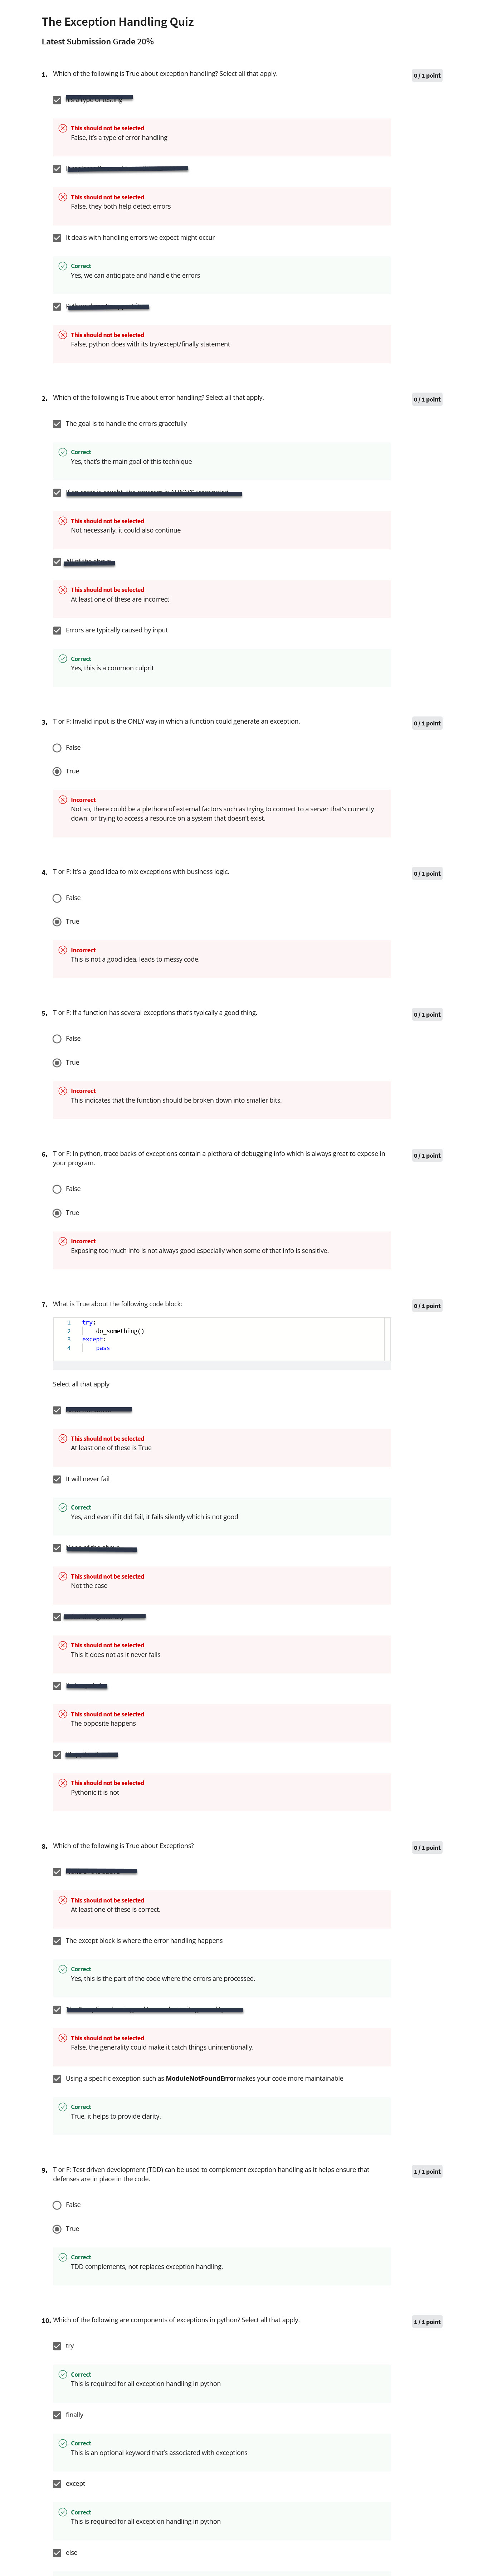 The Exception Handling Quiz
Latest Submission Grade 20%
1. Which of the following is True about exception handling? Select all that apply.
0 / 1 point
This should not be selected
False, it's a type of error handling
This should not be selected
False, they both help detect errors
It deals with handling errors we expect might occur
Correct
Yes, we can anticipate and handle the errors
This should not be selected
False, python does with its try/except/finally statement
2. Which of the following is True about error handling? Select all that apply.
0 / 1 point
The goal is to handle the errors gracefully
Correct
Yes, that's the main goal of this technique
This should not be selected
Not necessarily, it could also continue
This should not be selected
At least one of these are incorrect
Errors are typically caused by input
Correct
Yes, this is a common culprit
3. T or F: Invalid input is the ONLY way in which a function could generate an exception.
0 / 1 point
False
True
Incorrect
Not so, there could be a plethora of external factors such as trying to connect to a server that's currently
down, or trying to access a resource on a system that doesn't exist.
4. T or F: It's a good idea to mix exceptions with business logic.
0 / 1 point
False
True
Incorrect
This is not a good idea, leads to messy code.
5. T or F: If a function has several exceptions that's typically a good thing.
0 / 1 point
False
True
Incorrect
This indicates that the function should be broken down into smaller bits.
6. T or F: In python, trace backs of exceptions contain a plethora of debugging info which is always great to expose in
your program.
0 / 1 point
False
True
Incorrect
Exposing too much info is not always good especially when some of that info is sensitive.
7. What is True about the following code block:
0 / 1 point
1 try:
2 do_something()
3 except:
4 pass
Select all that apply
This should not be selected
At least one of these is True
It will never fail
Correct
Yes, and even if it did fail, it fails silently which is not good
This should not be selected
Not the case
This should not be selected
This it does not as it never fails
This should not be selected
The opposite happens
This should not be selected
Pythonic it is not
8. Which of the following is True about Exceptions?
0 / 1 point
This should not be selected
At least one of these is correct.
The except block is where the error handling happens
Correct
Yes, this is the part of the code where the errors are processed.
This should not be selected
False, the generality could make it catch things unintentionally.
Using a specific exception such as ModuleNotFoundErrormakes your code more maintainable
Correct
True, it helps to provide clarity.
9. T or F: Test driven development (TDD) can be used to complement exception handling as it helps ensure that
defenses are in place in the code.
1 / 1 point
False
True
Correct
TDD complements, not replaces exception handling.
10. Which of the following are components of exceptions in python? Select all that apply.
1 / 1 point
try
Correct
This is required for all exception handling in python
finally
Correct
This is an optional keyword that's associated with exceptions
except
Correct
This is required for all exception handling in python
else